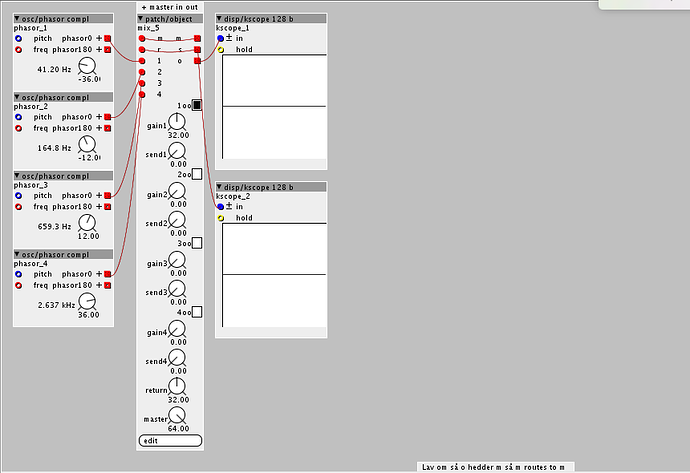 + master in out
▼ osc/phasor compl
phasor_1
pitch phasor0 +
freq phasor180 +
41.20 Hz
-36.0(
▼ osc/phasor compl
phasor_2
pitch phasor0 +
freq phasor180 +
164.8 Hz
-12.0(
▼ osc/phasor compl
phasor_3
pitch phasor0 +
freq phasor180 +
659.3 Hz
12.00
▼ osc/phasor compl
phasor_4
pitch phasor0 +
freq phasor180 +
2.637 kHz
36.00
▼ patch/object
mix_5
m m
r s
1 o
2
3
4
1oo
gain1
32.00
send1
0.00
2oo
gain2
0.00
send2
0.00
3oo
gain3
0.00
send3
0.00
4oo
gain4
0.00
send4
0.00
return
32.00
master
64.00
edit
▼ disp/kscope 128 b
kscope_1
± in
hold
▼ disp/kscope 128 b
kscope_2
± in
hold
Lav om så o hedder m så m routes to m